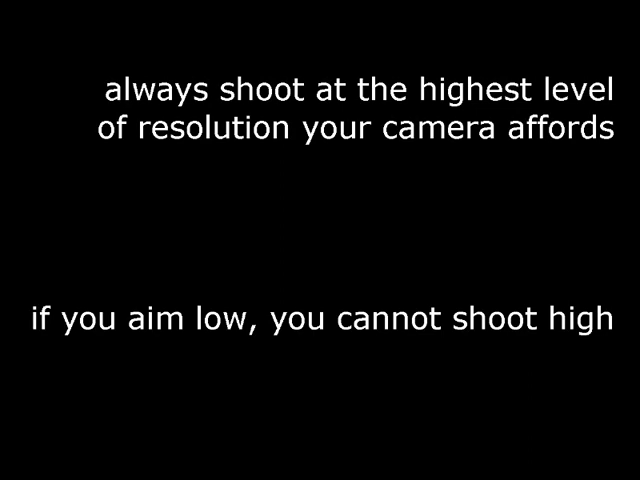 always shoot at the highest level
of resolution your camera affords
if you aim low, you cannot shoot high